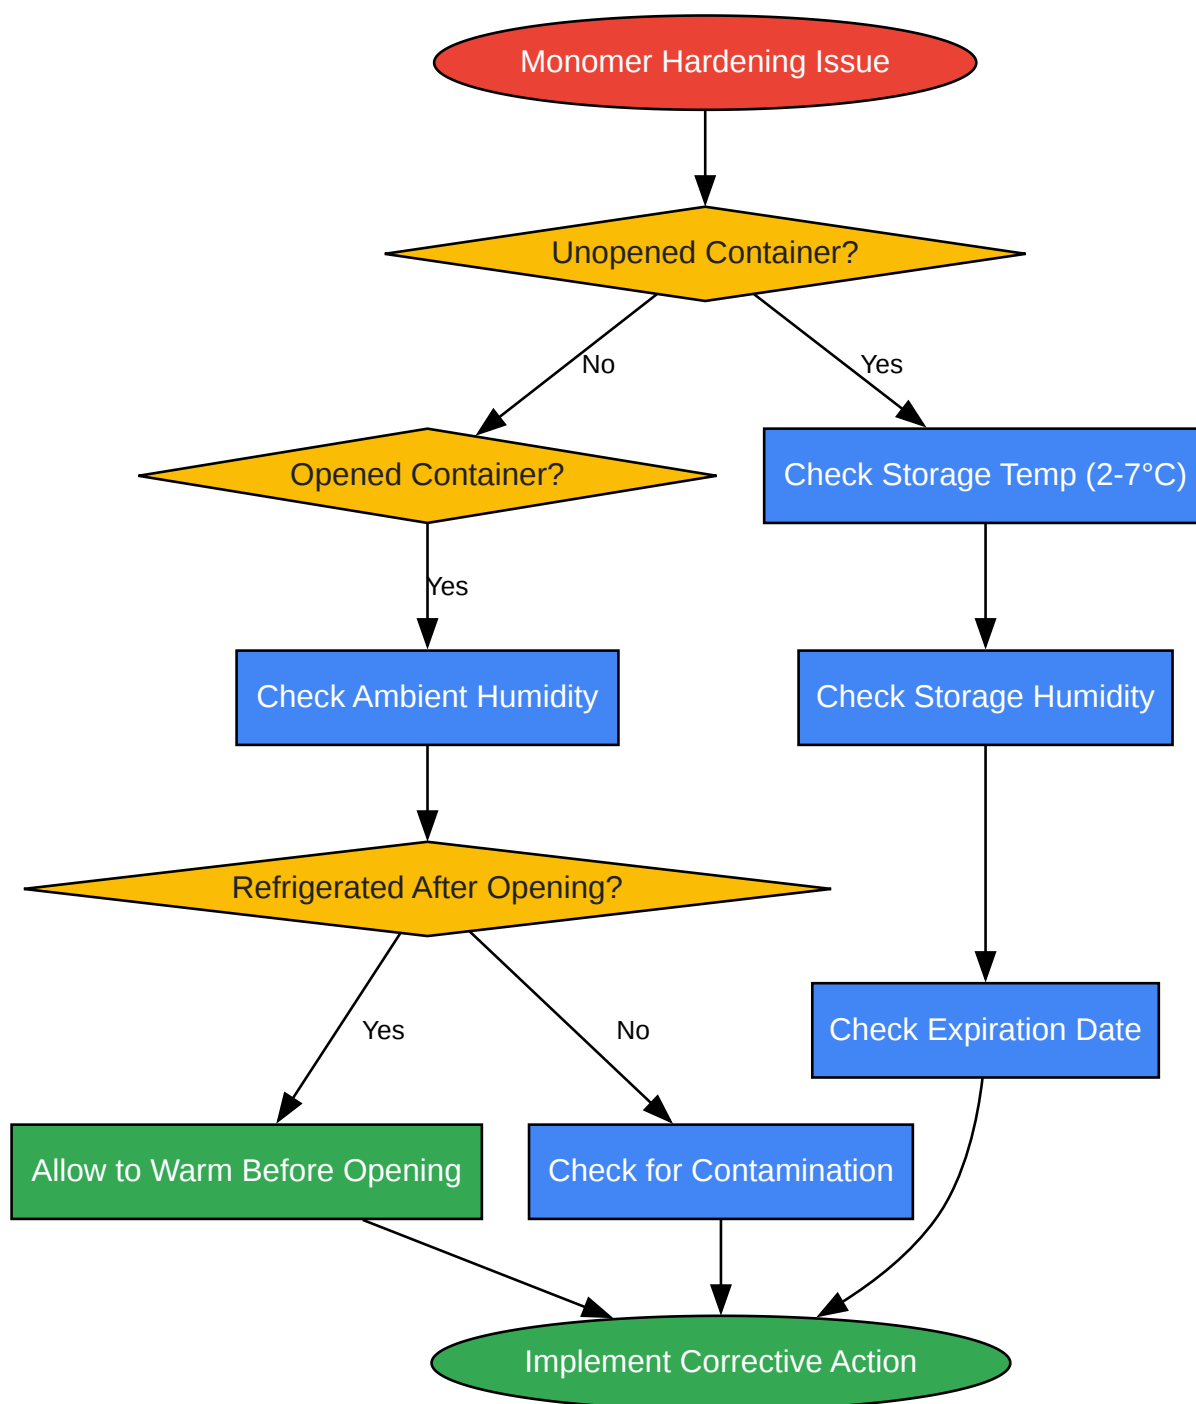 Monomer Hardening Issue
Unopened Container?
No
Yes
Opened Container?
Check Storage Temp (2-7°C)
Yes
Check Ambient Humidity
Check Storage Humidity
Refrigerated After Opening?
Yes
No
Check Expiration Date
Allow to Warm Before Opening
Check for Contamination
Implement Corrective Action